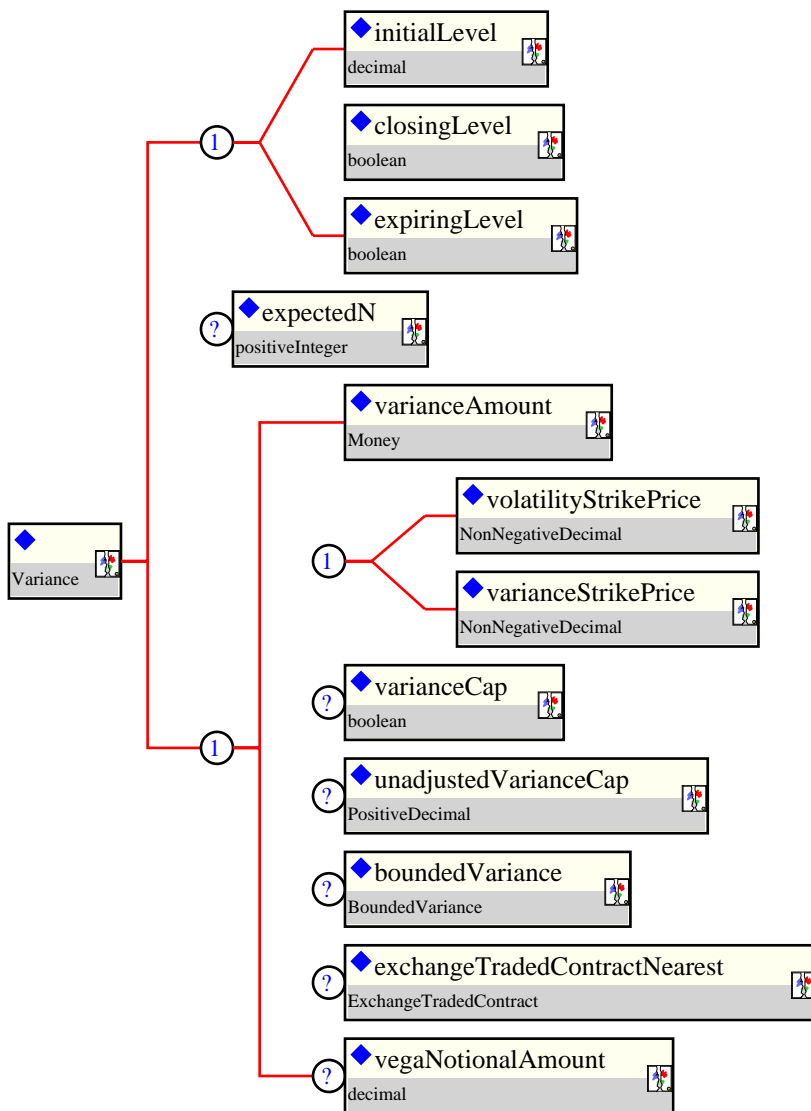 initialLevel
decimal
1
closingLevel
boolean
expiringLevel
boolean
?
expectedN
positiveInteger
varianceAmount
Money
volatilityStrikePrice
NonNegativeDecimal
Variance
1
varianceStrikePrice
NonNegativeDecimal
?
varianceCap
boolean
1
?
unadjustedVarianceCap
PositiveDecimal
?
boundedVariance
BoundedVariance
?
exchangeTradedContractNearest
ExchangeTradedContract
?
vegaNotionalAmount
decimal